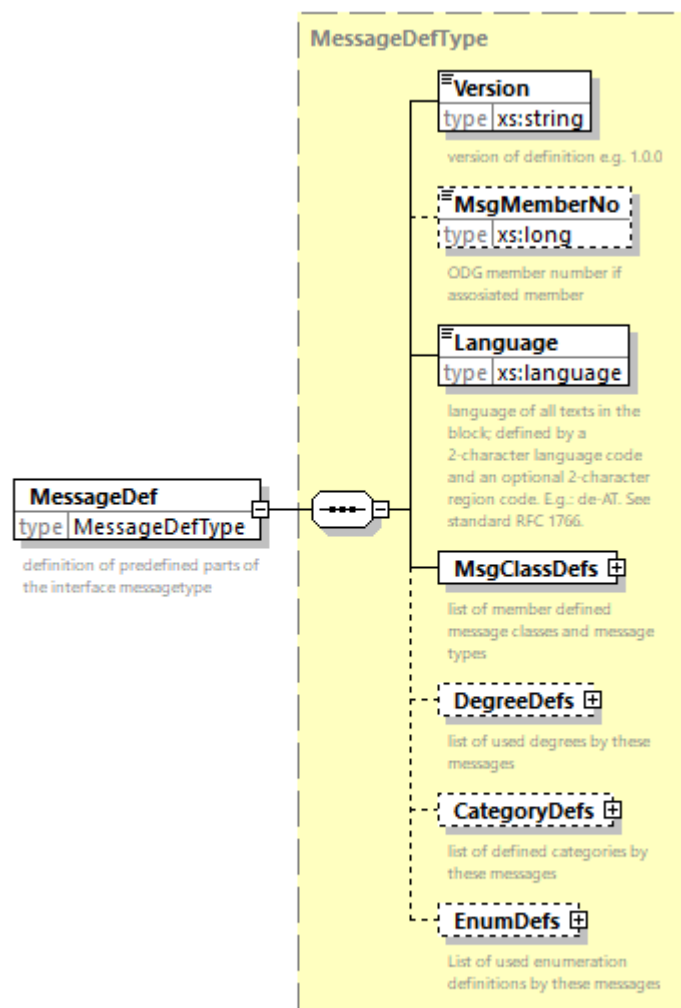 MessageDefType
Version
type xs:string
version of definition e.g. 1.0.0
MsgMemberNo
type xs:long
ODG member number if
assosiated member
Language
type xs:language
language of all texts in the
block; defined by a
2-character language code
and an optional 2-character
region code. E.g.: de-AT. See
standard RFC 1766.
MessageDef
type MessageDefType
definition of predefined parts of
the interface messagetype
MsgClassDefs
list of member defined
message classes and message
types
DegreeDefs
list of used degrees by these
messages
CategoryDefs
list of defined categories by
these messages
EnumDefs
List of used enumeration
definitions by these messages